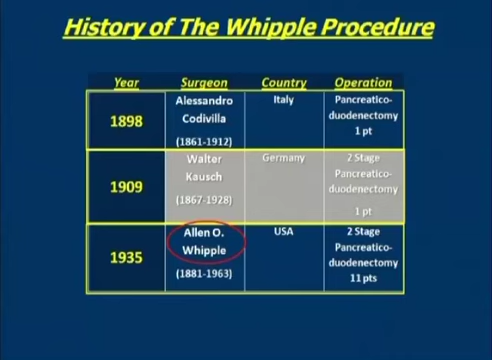 History of The Whipple Procedure
Year Surgeon Country Operation
1898
Alessandro
Codivilla
(1861-1912)
Italy
Pancreatico-
duodenectomy
1 pt
1909
Walter
Kausch
(1867-1928)
Germany
2 Stage
Pancreatico-
duodenectomy
1 pt
1935
Allen O.
Whipple
(1881-1963)
USA
2 Stage
Pancreatico-
duodenectomy
11 pts